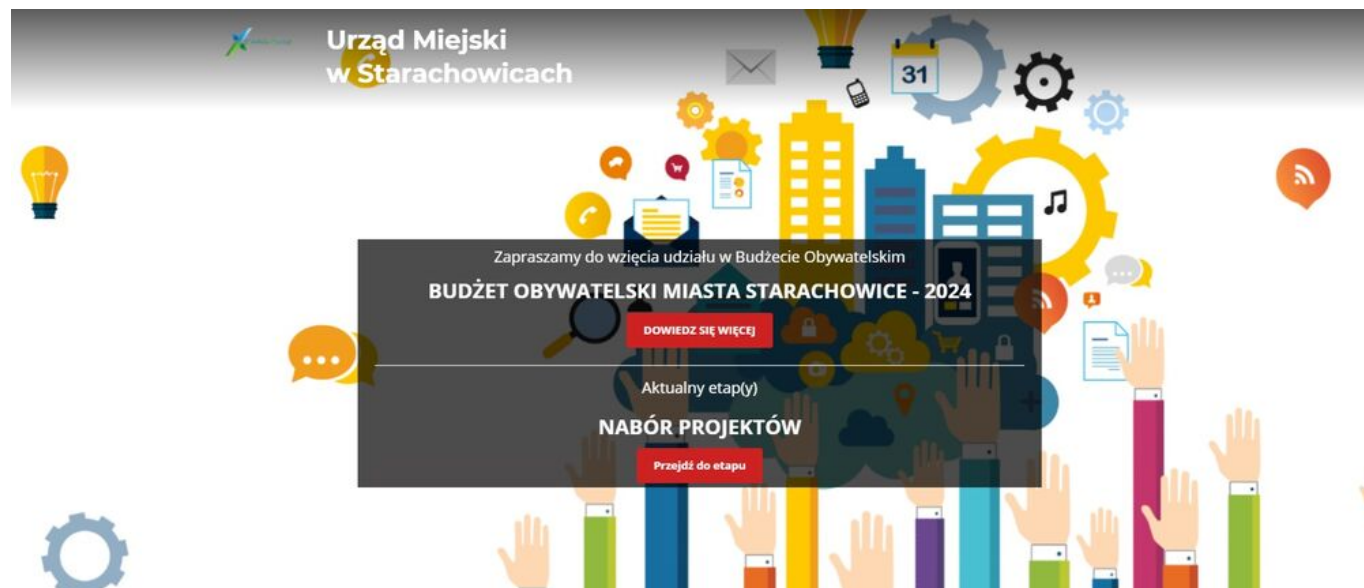 Urząd Miejski
w Starachowicach
31
Zapraszamy do wzięcia udziału w Budżecie Obywatelskim
BUDŻET OBYWATELSKI MIASTA STARACHOWICE - 2024
DOWIEDZ SIĘ WIĘCEJ
Aktualny etap(y)
NABÓR PROJEKTÓW
Przejdź do etapu